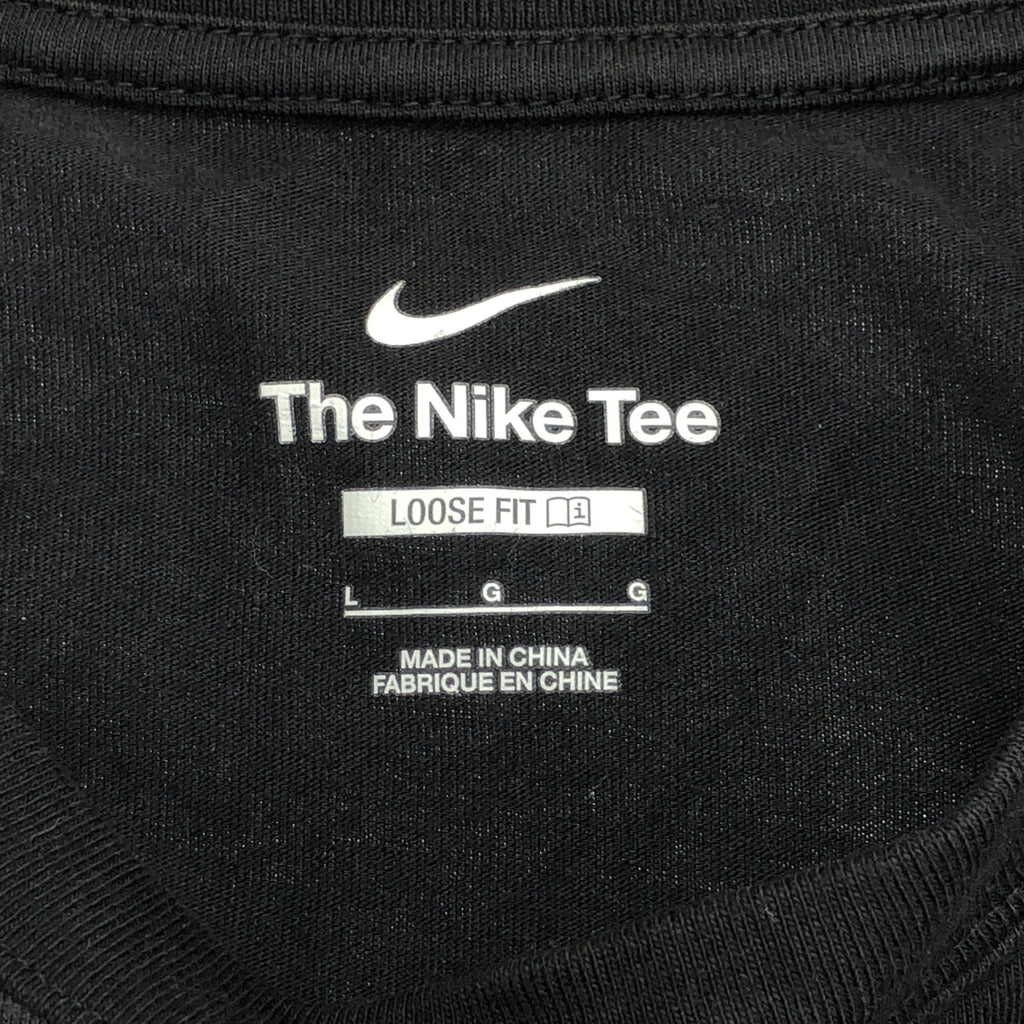 The Nike Tee
LOOSE FIT
L G G
MADE IN CHINA
FABRIQUE EN CHINE